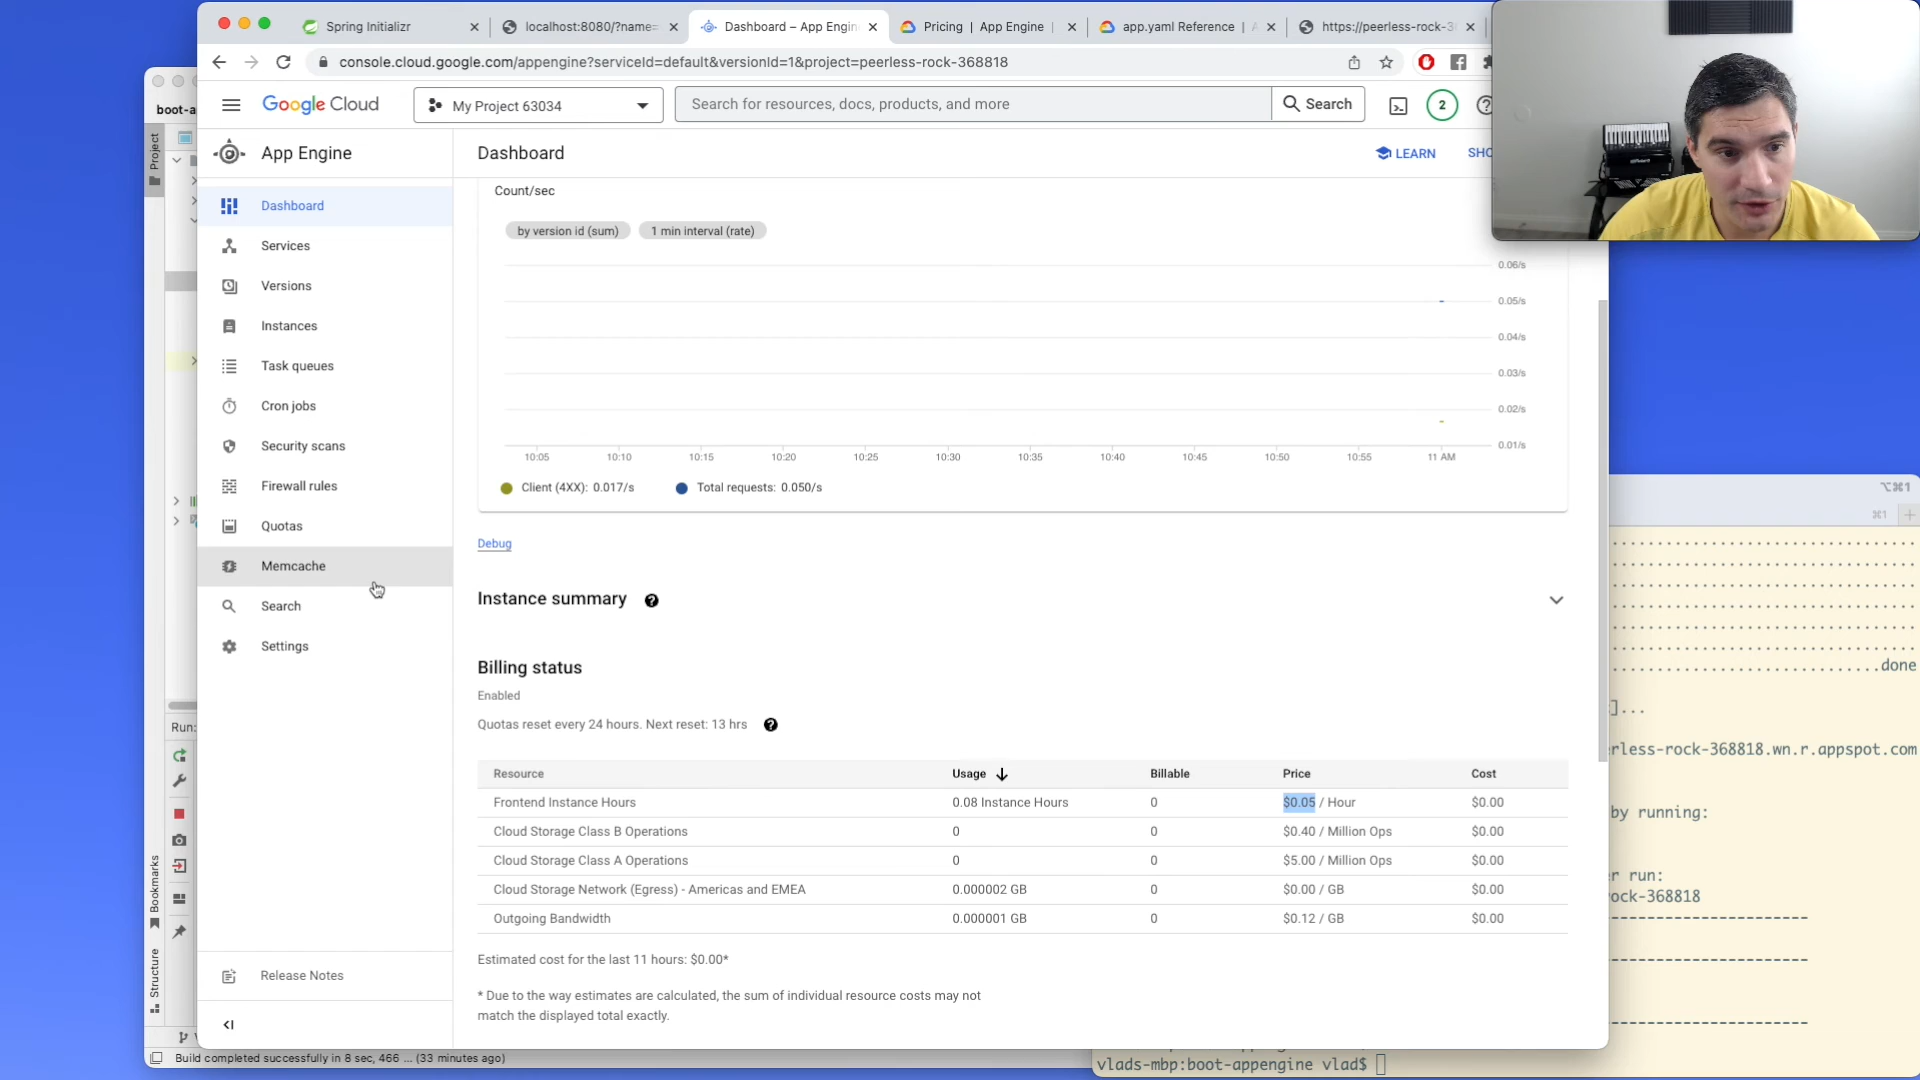 Spring Initializr
localhost:8080/?name=
Dashboard – App Engin
Pricing | App Engine
app.yaml Reference | A
https://peerless-rock-3
console.cloud.google.com/appengine?serviceId=default&versionId=1&project=peerless-rock-368818
boot-a
Google Cloud
My Project 63034
Search for resources, docs, products, and more
Search
2
Project
App Engine
Dashboard
LEARN
SHO
Dashboard
Services
Versions
Instances
Task queues
Cron jobs
Security scans
Firewall rules
Quotas
Memcache
Search
Settings
Release Notes
Count/sec
by version id (sum)
1 min interval (rate)
0.06/s
0.05/s
0.04/s
0.03/s
0.02/s
0.01/s
10:05 10:10 10:15 10:20 10:25 10:30 10:35 10:40 10:45 10:50 10:55 11 AM
Client (4XX): 0.017/s
Total requests: 0.050/s
Debug
Instance summary
Billing status
Enabled
Quotas reset every 24 hours. Next reset: 13 hrs
Resource Usage Billable Price Cost
Frontend Instance Hours 0.08 Instance Hours 0 $0.05 / Hour $0.00
Cloud Storage Class B Operations 0 0 $0.40 / Million Ops $0.00
Cloud Storage Class A Operations 0 0 $5.00 / Million Ops $0.00
Cloud Storage Network (Egress) - Americas and EMEA 0.000002 GB 0 $0.00 / GB $0.00
Outgoing Bandwidth 0.000001 GB 0 $0.12 / GB $0.00
Estimated cost for the last 11 hours: $0.00*
* Due to the way estimates are calculated, the sum of individual resource costs may not
match the displayed total exactly.
Run:
Bookmarks
Structure
Build completed successfully in 8 sec, 466 ... (33 minutes ago)
⌥⌘1
⌘1
done
]...
rless-rock-368818.wn.r.appspot.com
by running:
r run:
ock-368818
vlads-mbp:boot-appengine vlad$